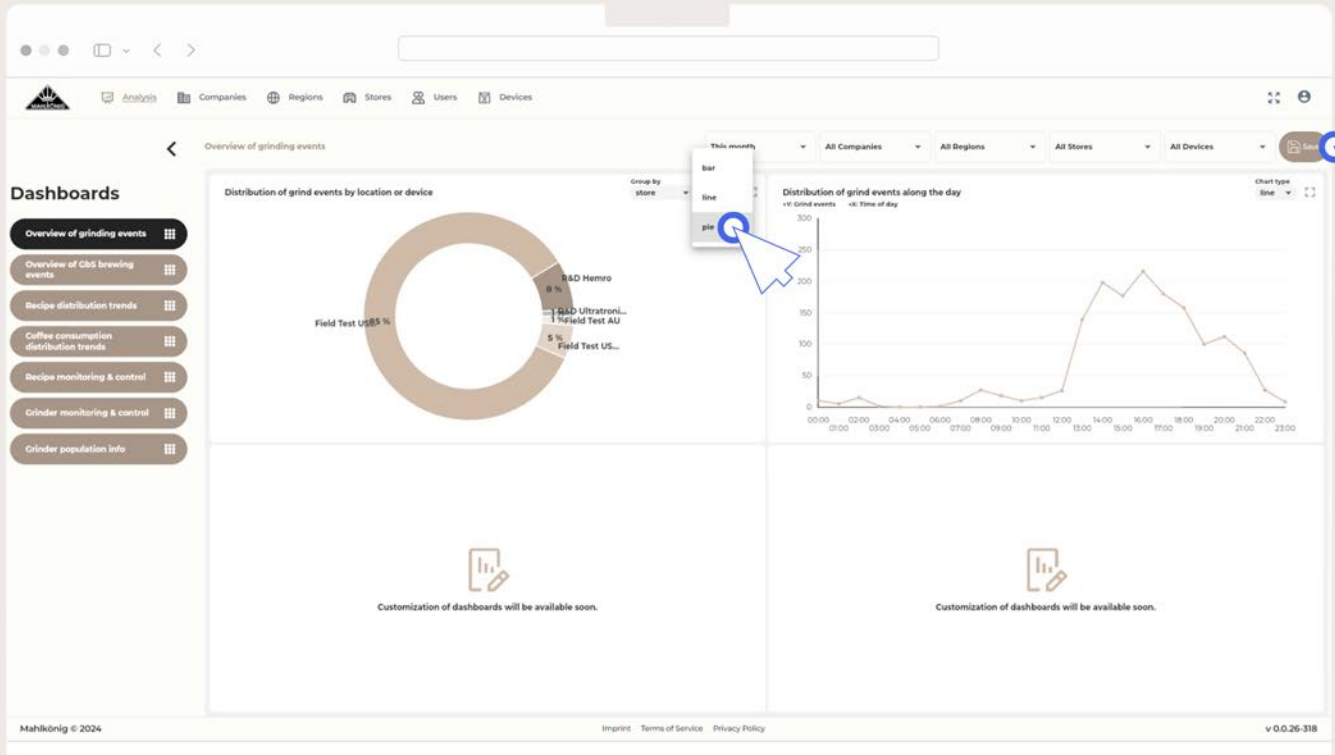 MAHLKÖNIG
Analysis
Companies
Regions
Stores
Users
Devices
Overview of grinding events
This month
All Companies
All Regions
All Stores
All Devices
Save
Dashboards
Overview of grinding events
Overview of GbS brewing
events
Recipe distribution trends
Coffee consumption
distribution trends
Recipe monitoring & control
Grinder monitoring & control
Grinder population info
Distribution of grind events by location or device
Group by
store
bar
line
pie
R&D Hemro
8 %
R&D Ultratroni...
1 %
Field Test AU
5 %
Field Test US...
85 %
Distribution of grind events along the day
Chart type
line
•Y: Grind events •X: Time of day
300
250
200
150
100
50
0
00:00 02:00 04:00 06:00 08:00 10:00 12:00 14:00 16:00 18:00 20:00 22:00
01:00 03:00 05:00 07:00 09:00 11:00 13:00 15:00 17:00 19:00 21:00 23:00
Customization of dashboards will be available soon.
Customization of dashboards will be available soon.
Mahlkönig © 2024
Imprint Terms of Service Privacy Policy
v 0.0.26-318